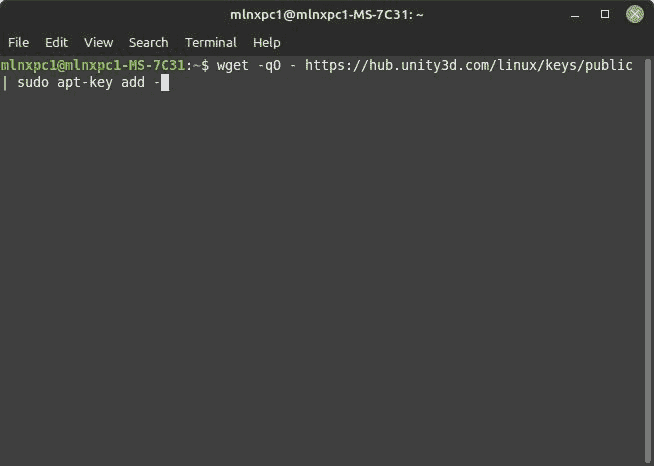 mlnxpc1@mlnxpc1-MS-7C31: ~
File Edit View Search Terminal Help
mlnxpc1@mlnxpc1-MS-7C31:~$ wget -qO - https://hub.unity3d.com/linux/keys/public
| sudo apt-key add -